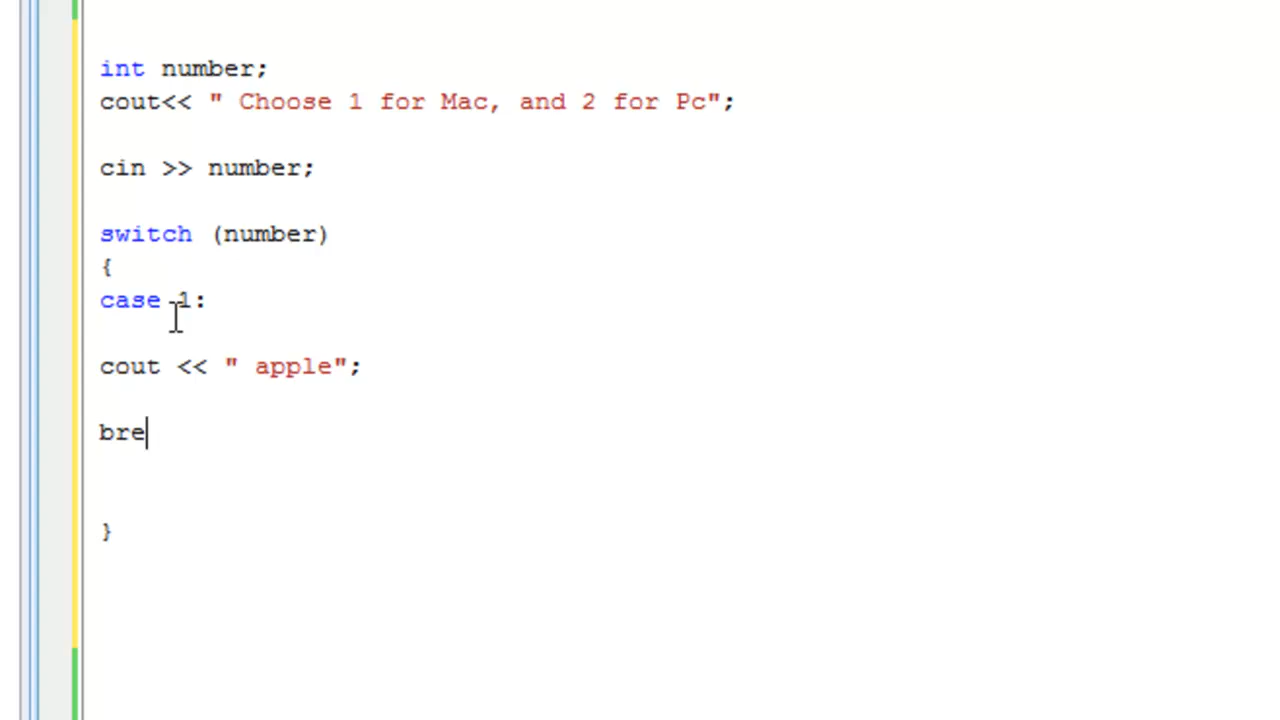 int number;
cout<< " Choose 1 for Mac, and 2 for Pc";
cin >> number;
switch (number)
{
case 1:
cout << " apple";
bre
}